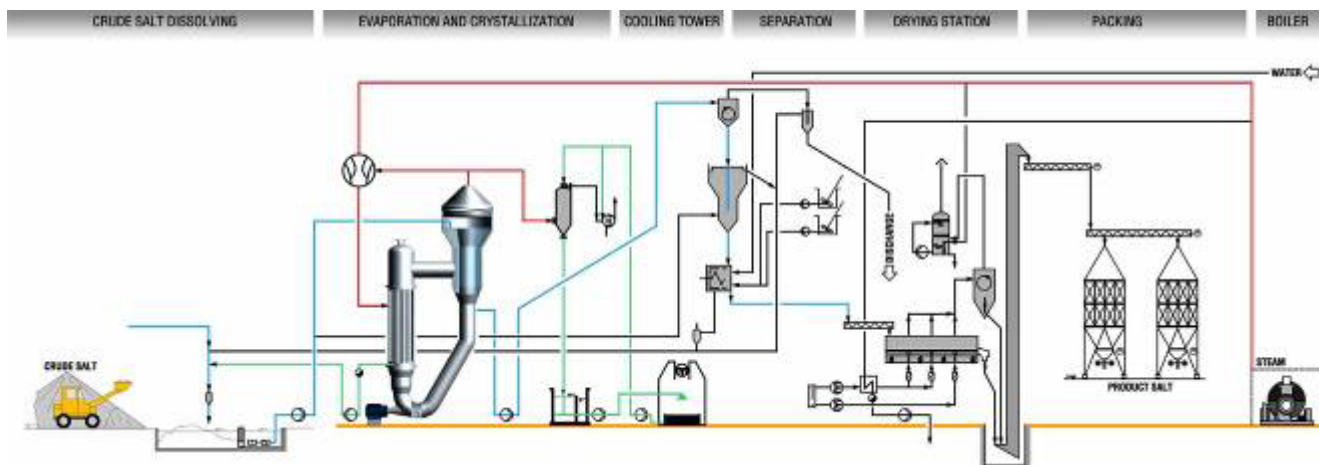 CRUDE SALT DISSOLVING
EVAPORATION AND CRYSTALLIZATION
COOLING TOWER
SEPARATION
DRYING STATION
PACKING
BOILER
WATER
DISCHARGE
CRUDE SALT
STEAM
PRODUCT SALT